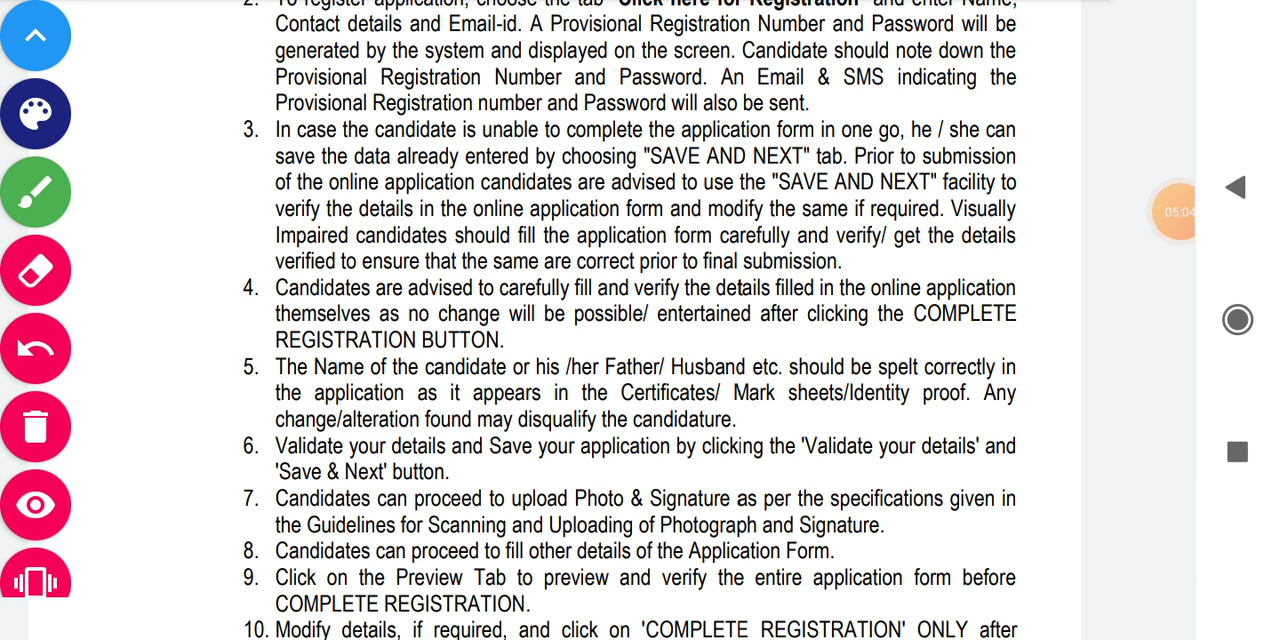 2. To register application, choose the tab "Click here for Registration" and enter Name,
Contact details and Email-id. A Provisional Registration Number and Password will be
generated by the system and displayed on the screen. Candidate should note down the
Provisional Registration Number and Password. An Email & SMS indicating the
Provisional Registration number and Password will also be sent.
3. In case the candidate is unable to complete the application form in one go, he / she can
save the data already entered by choosing "SAVE AND NEXT" tab. Prior to submission
of the online application candidates are advised to use the "SAVE AND NEXT" facility to
verify the details in the online application form and modify the same if required. Visually
Impaired candidates should fill the application form carefully and verify/ get the details
verified to ensure that the same are correct prior to final submission.
4. Candidates are advised to carefully fill and verify the details filled in the online application
themselves as no change will be possible/ entertained after clicking the COMPLETE
REGISTRATION BUTTON.
5. The Name of the candidate or his /her Father/ Husband etc. should be spelt correctly in
the application as it appears in the Certificates/ Mark sheets/Identity proof. Any
change/alteration found may disqualify the candidature.
6. Validate your details and Save your application by clicking the 'Validate your details' and
'Save & Next' button.
7. Candidates can proceed to upload Photo & Signature as per the specifications given in
the Guidelines for Scanning and Uploading of Photograph and Signature.
8. Candidates can proceed to fill other details of the Application Form.
9. Click on the Preview Tab to preview and verify the entire application form before
COMPLETE REGISTRATION.
10. Modify details, if required, and click on 'COMPLETE REGISTRATION' ONLY after
05:04